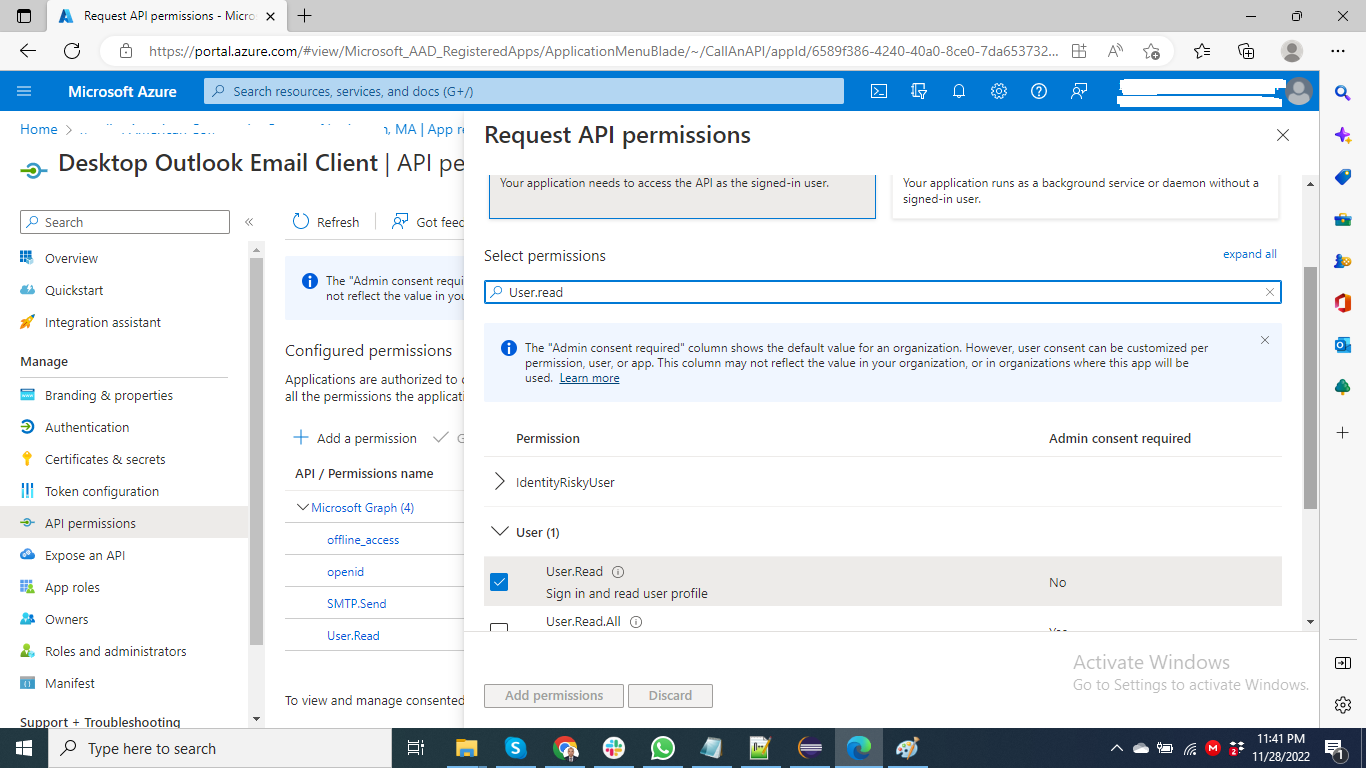 Request API permissions - Micros
https://portal.azure.com/#view/Microsoft_AAD_RegisteredApps/ApplicationMenuBlade/~/CallAnAPI/appId/6589f386-4240-40a0-8ce0-7da653732...
Microsoft Azure
Search resources, services, and docs (G+/)
Home
, MA | App re
Desktop Outlook Email Client | API pe
Search
Overview
Quickstart
Integration assistant
Manage
Branding & properties
Authentication
Certificates & secrets
Token configuration
API permissions
Expose an API
App roles
Owners
Roles and administrators
Manifest
Support + Troubleshooting
Refresh
Got feed
The "Admin consent requi
not reflect the value in you
Configured permissions
Applications are authorized to c
all the permissions the applicati
Add a permission
G
API / Permissions name
Microsoft Graph (4)
offline_access
openid
SMTP.Send
User.Read
To view and manage consented
Request API permissions
Your application needs to access the API as the signed-in user.
Your application runs as a background service or daemon without a
signed-in user.
Select permissions
expand all
User.read
The "Admin consent required" column shows the default value for an organization. However, user consent can be customized per
permission, user, or app. This column may not reflect the value in your organization, or in organizations where this app will be
used. Learn more
Permission
Admin consent required
IdentityRiskyUser
User (1)
User.Read
Sign in and read user profile
No
User.Read.All
Yes
Add permissions
Discard
Activate Windows
Go to Settings to activate Windows.
Type here to search
11:41 PM
11/28/2022
1